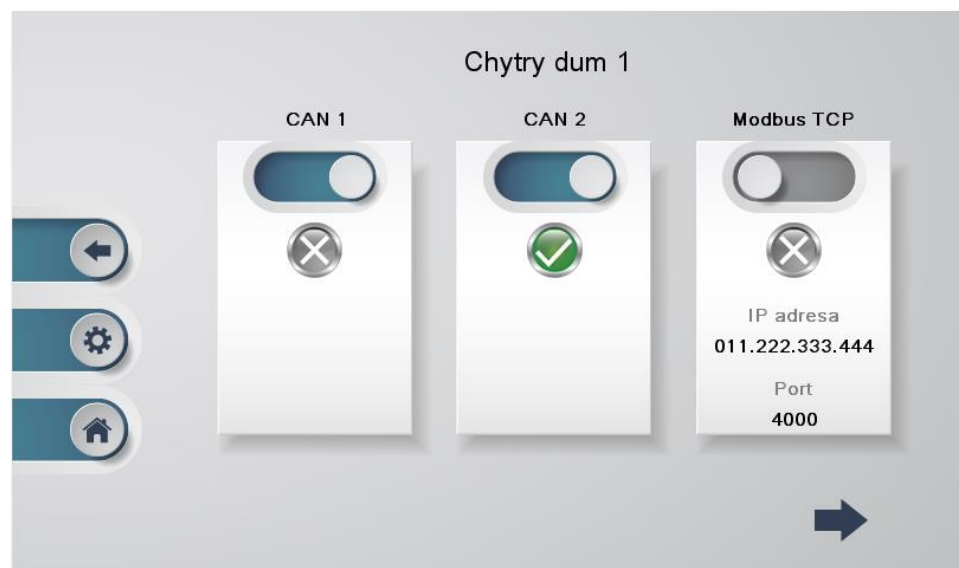 Chytry dum 1
CAN 1
CAN 2
Modbus TCP
IP adresa
011.222.333.444
Port
4000